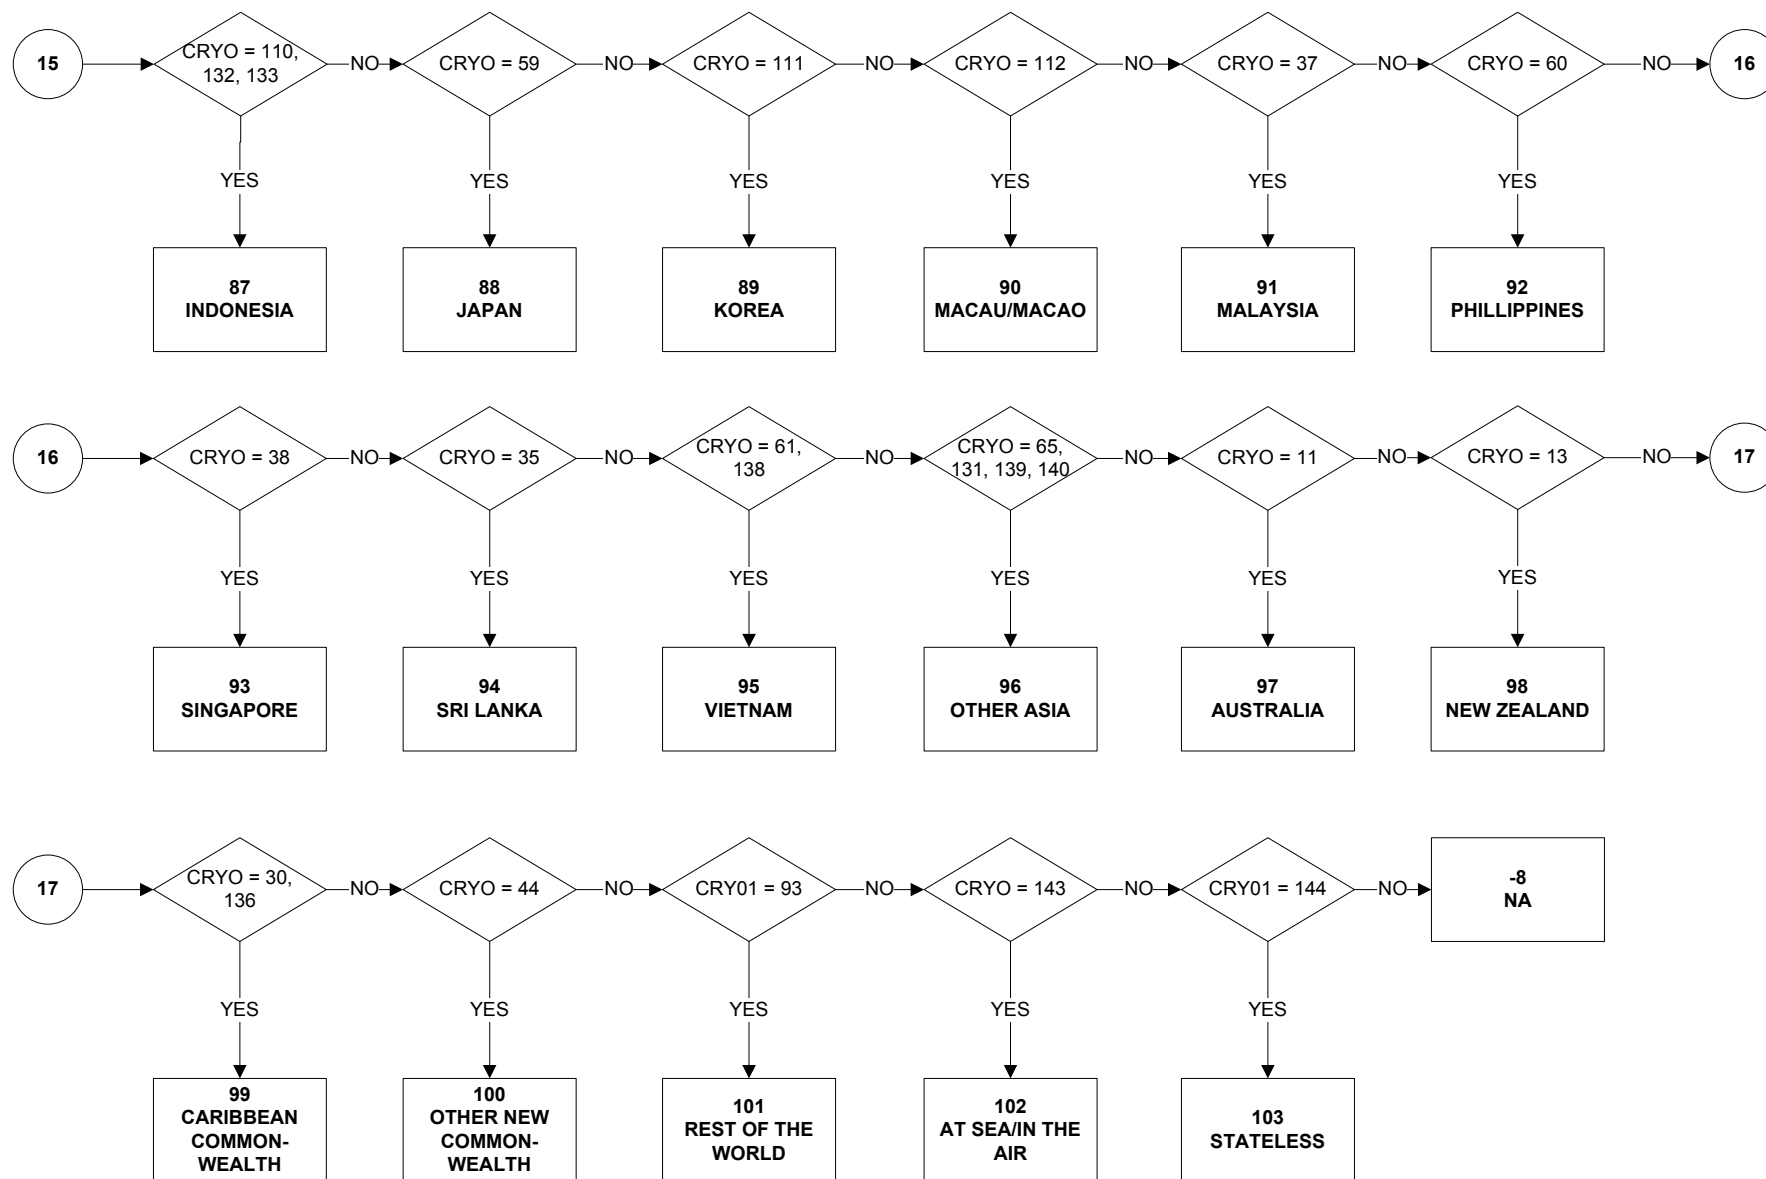 15
CRYO = 110,
132, 133
NO
CRYO = 59
NO
CRYO = 111
NO
CRYO = 112
NO
CRYO = 37
NO
CRYO = 60
NO
16
YES
YES
YES
YES
YES
YES
87
INDONESIA
88
JAPAN
89
KOREA
90
MACAU/MACAO
91
MALAYSIA
92
PHILLIPPINES
16
CRYO = 38
NO
CRYO = 35
NO
CRYO = 61,
138
NO
CRYO = 65,
131, 139, 140
NO
CRYO = 11
NO
CRYO = 13
NO
17
YES
YES
YES
YES
YES
YES
93
SINGAPORE
94
SRI LANKA
95
VIETNAM
96
OTHER ASIA
97
AUSTRALIA
98
NEW ZEALAND
17
CRYO = 30,
136
NO
CRYO = 44
NO
CRY01 = 93
NO
CRYO = 143
NO
CRY01 = 144
NO
-8
NA
YES
YES
YES
YES
YES
99
CARIBBEAN
COMMON-
WEALTH
100
OTHER NEW
COMMON-
WEALTH
101
REST OF THE
WORLD
102
AT SEA/IN THE
AIR
103
STATELESS